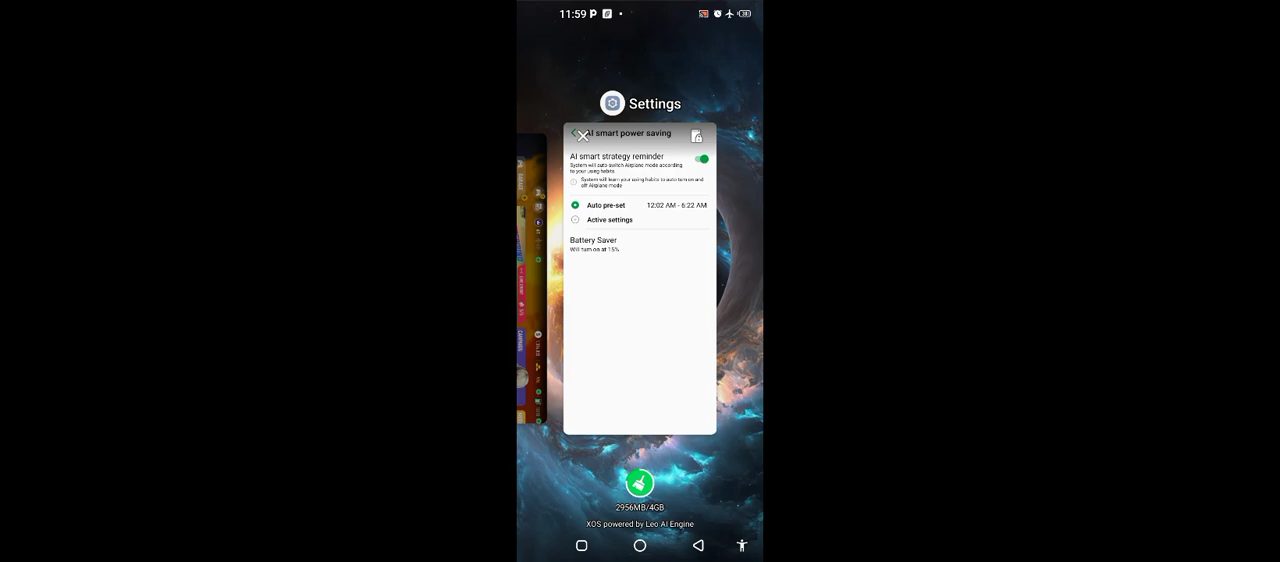 11:59
Settings
AI smart power saving
AI smart strategy reminder
System will auto switch Airplane mode according
to your using habits
System will learn your using habits to auto turn on and
off Airplane mode
Auto pre-set 12:02 AM - 6:22 AM
Active settings
Battery Saver
Will turn on at 15%
2956MB/4GB
XOS powered by Leo AI Engine